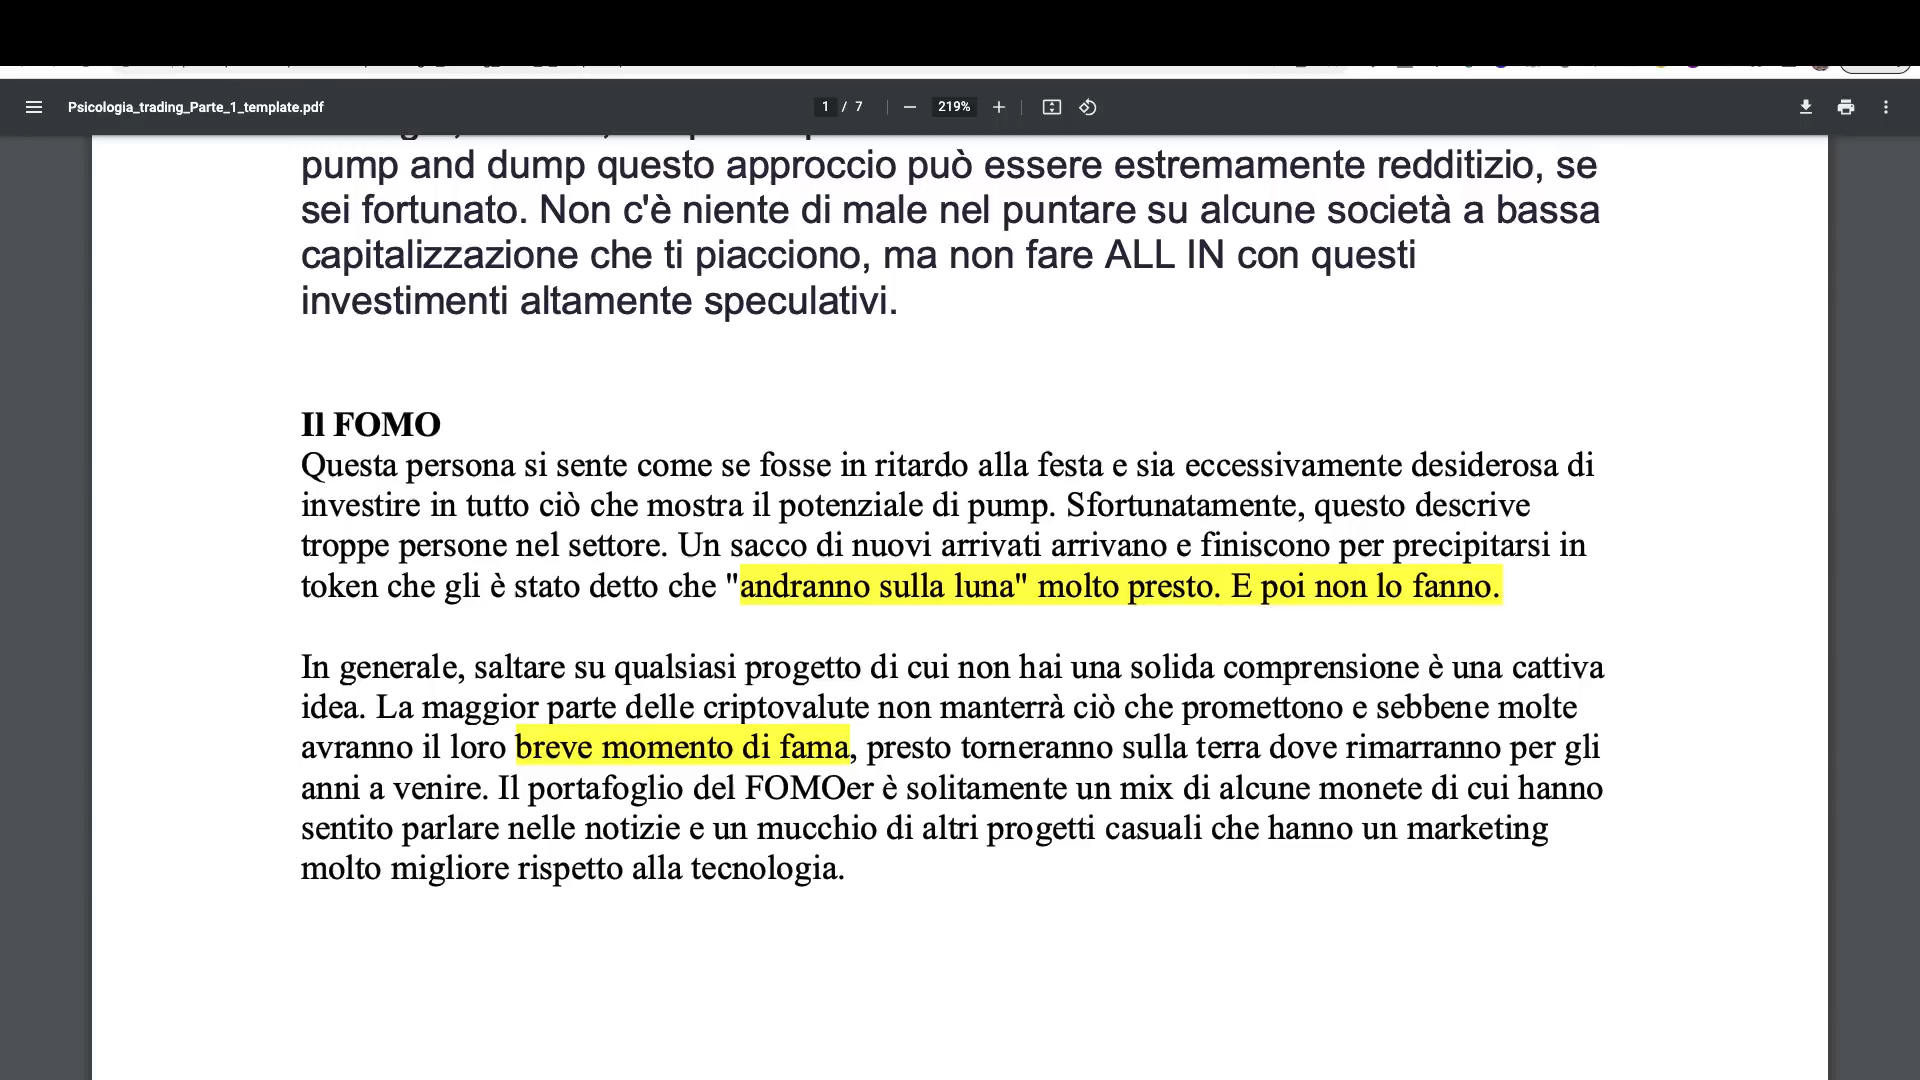 Psicologia_trading_Parte_1_template.pdf
1 / 7
219%
pump and dump questo approccio può essere estremamente redditizio, se
sei fortunato. Non c'è niente di male nel puntare su alcune società a bassa
capitalizzazione che ti piacciono, ma non fare ALL IN con questi
investimenti altamente speculativi.
Il FOMO
Questa persona si sente come se fosse in ritardo alla festa e sia eccessivamente desiderosa di
investire in tutto ciò che mostra il potenziale di pump. Sfortunatamente, questo descrive
troppe persone nel settore. Un sacco di nuovi arrivati arrivano e finiscono per precipitarsi in
token che gli è stato detto che "andranno sulla luna" molto presto. E poi non lo fanno.
In generale, saltare su qualsiasi progetto di cui non hai una solida comprensione è una cattiva
idea. La maggior parte delle criptovalute non manterrà ciò che promettono e sebbene molte
avranno il loro breve momento di fama, presto torneranno sulla terra dove rimarranno per gli
anni a venire. Il portafoglio del FOMOer è solitamente un mix di alcune monete di cui hanno
sentito parlare nelle notizie e un mucchio di altri progetti casuali che hanno un marketing
molto migliore rispetto alla tecnologia.